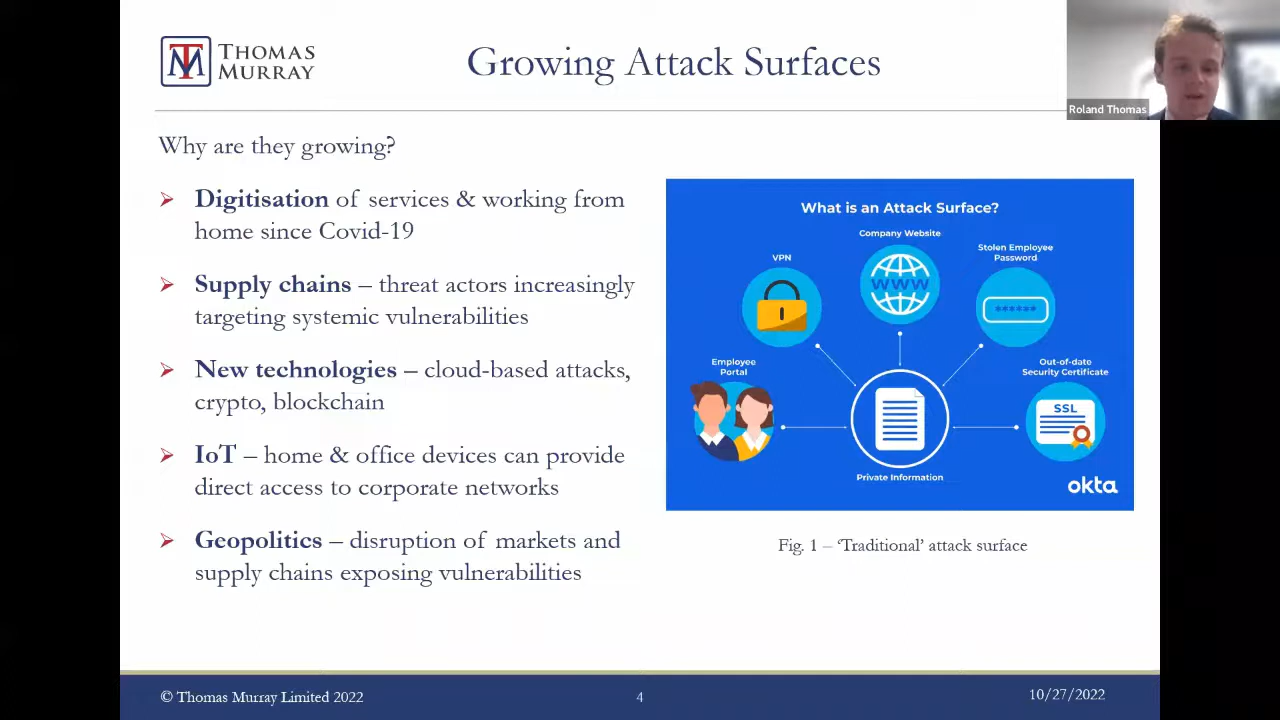 THOMAS
MURRAY
Growing Attack Surfaces
Roland Thomas
Why are they growing?
Digitisation of services & working from
home since Covid-19
Supply chains – threat actors increasingly
targeting systemic vulnerabilities
New technologies – cloud-based attacks,
crypto, blockchain
IoT – home & office devices can provide
direct access to corporate networks
Geopolitics – disruption of markets and
supply chains exposing vulnerabilities
What is an Attack Surface?
Company Website
VPN
Stolen Employee
Password
WWW
******
Employee
Portal
Out-of-date
Security Certificate
SSL
Private Information
okta
Fig. 1 – ‘Traditional’ attack surface
© Thomas Murray Limited 2022
4
10/27/2022